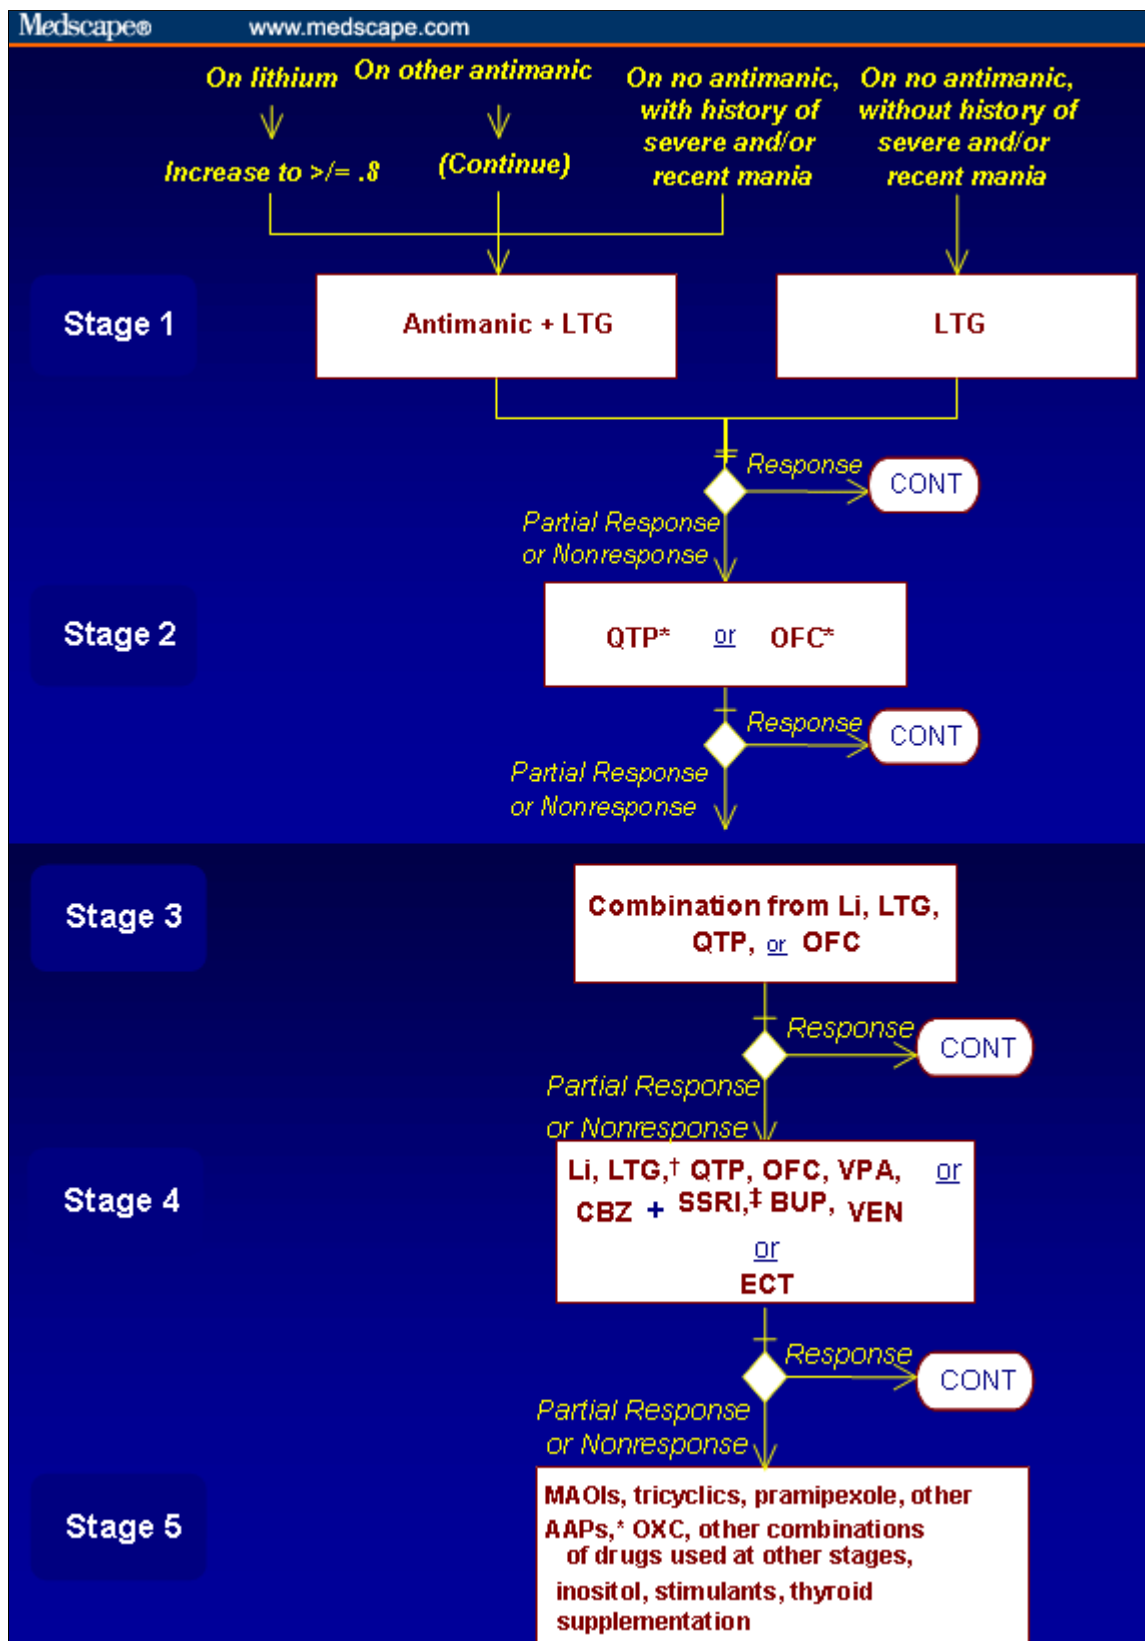 Medscape® www.medscape.com
On lithium
On other antimanic
On no antimanic,
with history of
severe and/or
recent mania
On no antimanic,
without history of
severe and/or
recent mania
Increase to >/= .8
(Continue)
Stage 1
Antimanic + LTG
LTG
Response
CONT
Partial Response
or Nonresponse
Stage 2
QTP* or OFC*
Response
CONT
Partial Response
or Nonresponse
Stage 3
Combination from Li, LTG,
QTP, or OFC
Response
CONT
Partial Response
or Nonresponse
Stage 4
Li, LTG,† QTP, OFC, VPA, or
CBZ + SSRI,‡ BUP, VEN
or
ECT
Response
CONT
Partial Response
or Nonresponse
Stage 5
MAOIs, tricyclics, pramipexole, other
AAPs,* OXC, other combinations
of drugs used at other stages,
inositol, stimulants, thyroid
supplementation